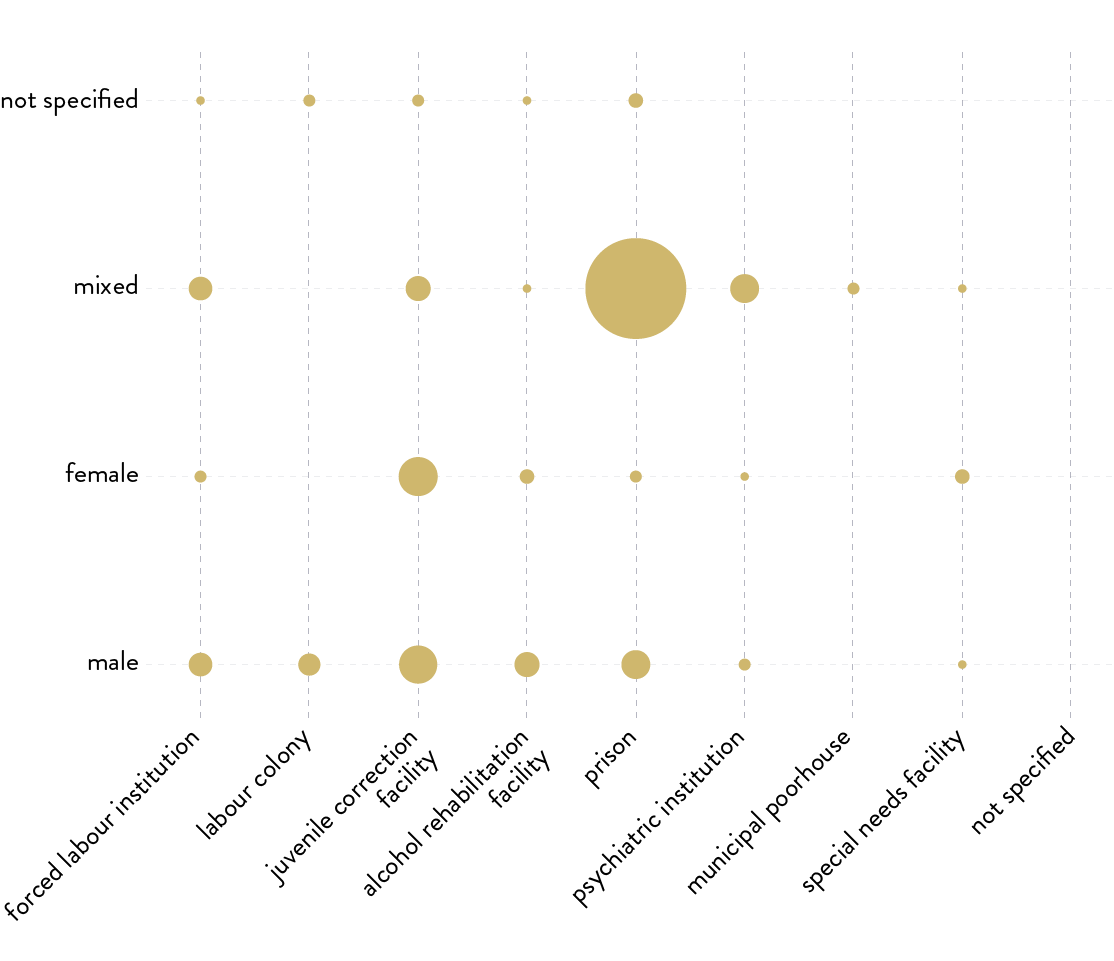 not specified
mixed
female
male
forced labour institution
labour colony
juvenile correction
facility
alcohol rehabilitation
facility
prison
psychiatric institution
municipal poorhouse
special needs facility
not specified